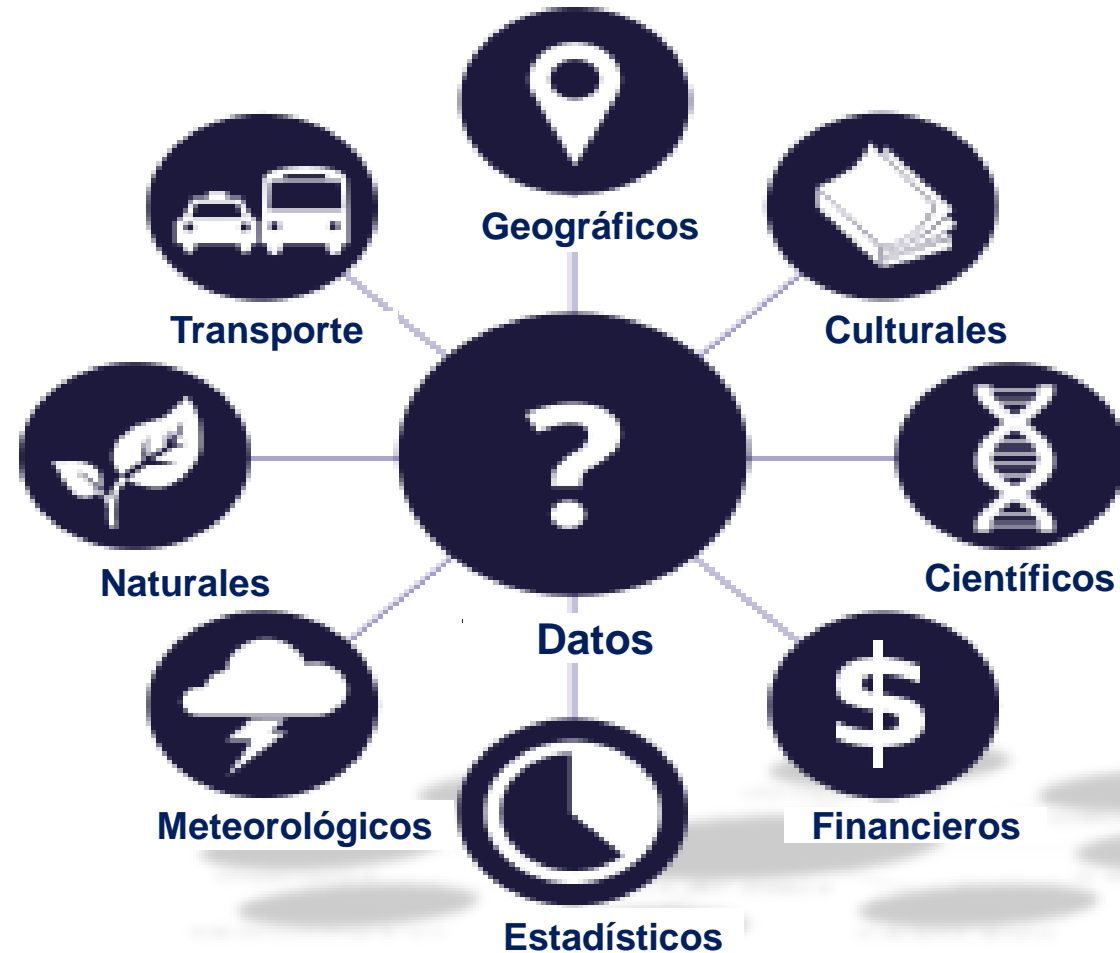 Geográficos
Transporte
Culturales
?
Naturales
Científicos
Datos
$
Meteorológicos
Financieros
Estadísticos